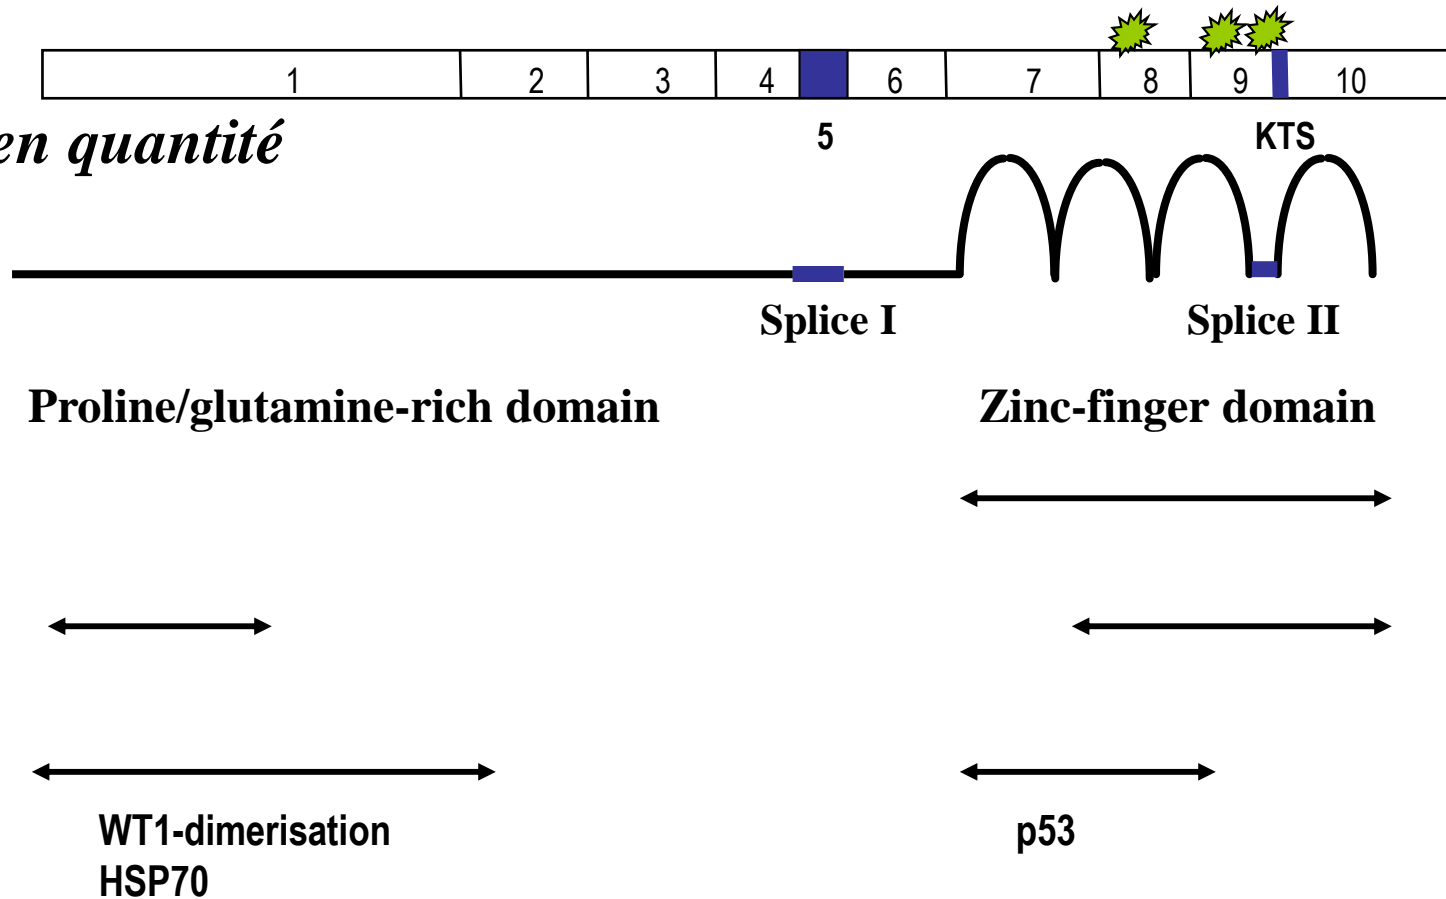 1 2 3 4 6 7 8 9 10
5 KTS
en quantité
Splice I Splice II
Proline/glutamine-rich domain Zinc-finger domain
WT1-dimerisation p53
HSP70